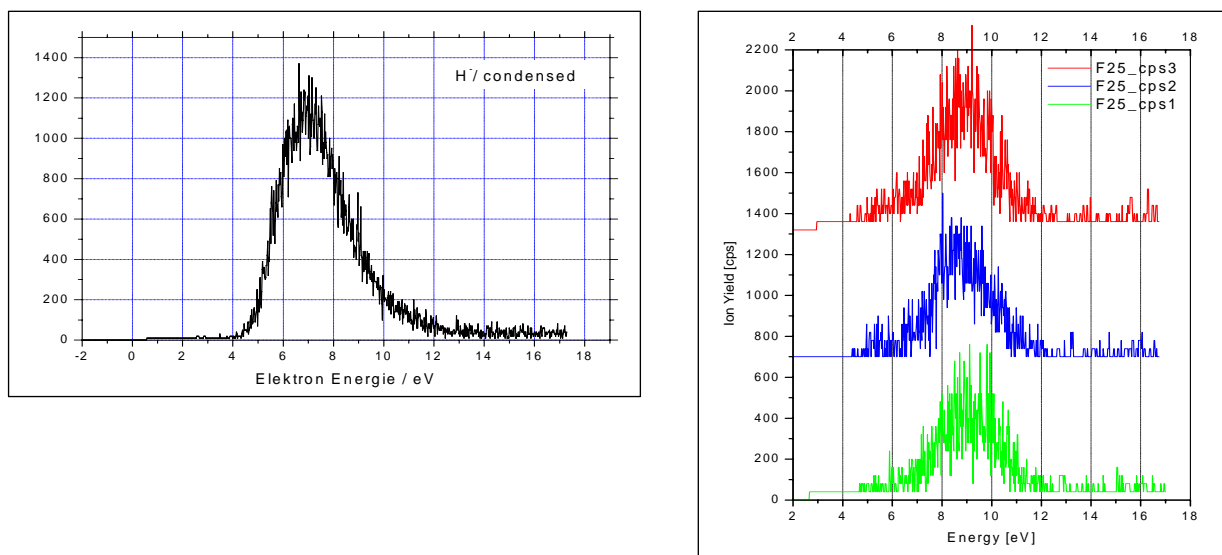 H-/ condensed
1400
1200
1000
800
600
400
200
0
-2 0 2 4 6 8 10 12 14 16 18
Elektron Energie / eV
2 4 6 8 10 12 14 16 18
F25_cps3
F25_cps2
F25_cps1
2200
2000
1800
1600
1400
1200
1000
800
600
400
200
0
Ion Yield [cps]
2 4 6 8 10 12 14 16 18
Energy [eV]